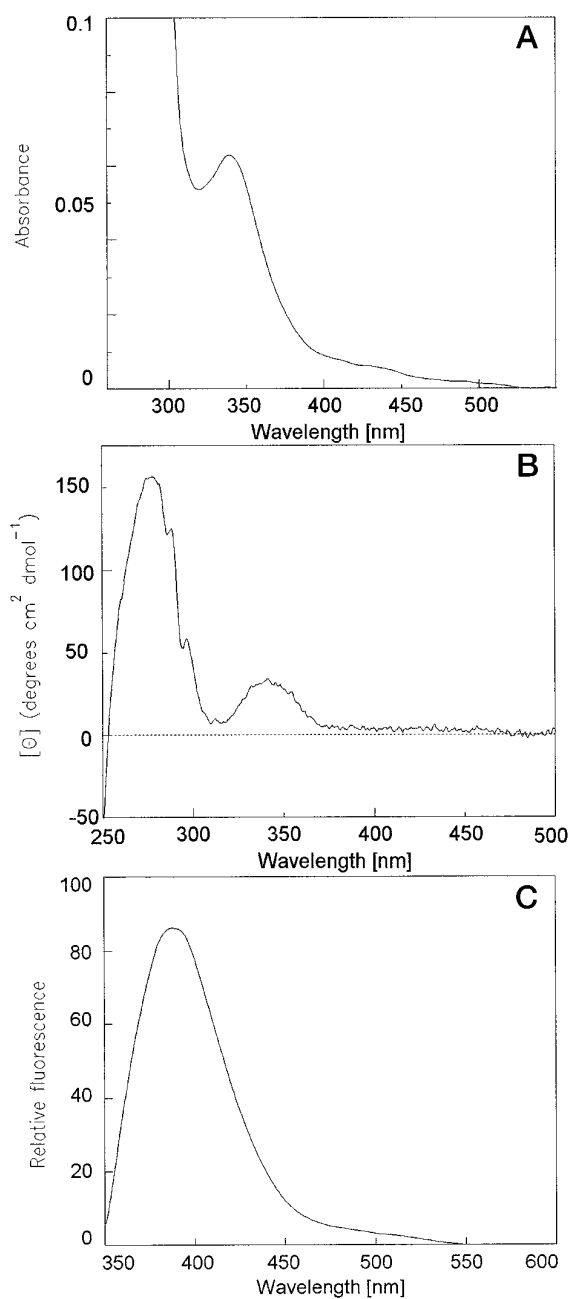 A
0.1
0.05
0
Absorbance
300 350 400 450 500
Wavelength [nm]
B
150
100
50
0
-50
[Θ] (degrees cm² dmol⁻¹)
250 300 350 400 450 500
Wavelength [nm]
C
100
80
60
40
20
0
Relative fluorescence
350 400 450 500 550 600
Wavelength [nm]